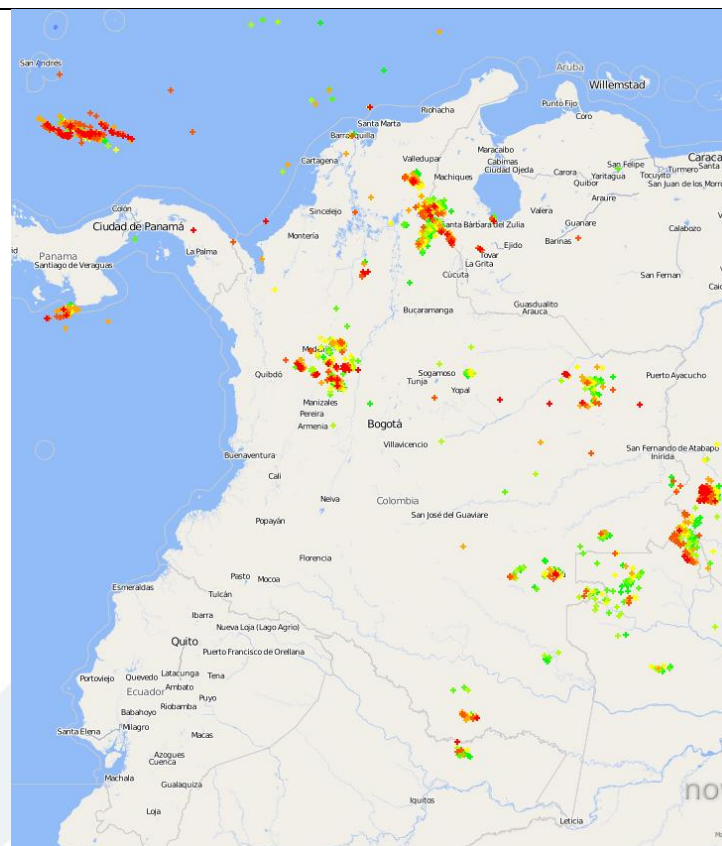 San Andrés
Aruba
Willemstad
Punto Fijo
Coro
Riohacha
Santa Marta
Barranquilla
Maracaibo
Cabimas
Ciudad Ojeda
Caraca
San Felipe
Santa
Carora
Yaritagua
Tocuyito
Turmero
Cartagena
Valledupar
Machiques
Quibor
San Juan de los Morr
Araure
Colón
Ciudad de Panamá
Sincelejo
Santa Bárbara del Zulia
Valera
Guanare
Calabozo
Panama
Santiago de Veraguas
La Palma
Montería
Ejido
Barinas
Tovar
La Grita
Cúcuta
San Fernan
Caic
Guasdualito
Arauca
Bucaramanga
Quibdó
Sogamoso
Tunja
Yopal
Puerto Ayacucho
Manizales
Pereira
Armenia
Bogotá
Villavicencio
Buenaventura
San Fernando de Atabapo
Inírida
Cali
Neiva
Colombia
San José del Guaviare
Popayán
Florencia
Esmeraldas
Pasto
Mocoa
Tulcán
Ibarra
Nueva Loja (Lago Agrio)
Quito
Puerto Francisco de Orellana
Portoviejo
Quevedo
Latacunga
Tena
Ecuador
Ambato
Puyo
Babahoyo
Riobamba
Milagro
Santa Elena
Macas
Azogues
Cuenca
Machala
Gualaquiza
Loja
Iquitos
Leticia